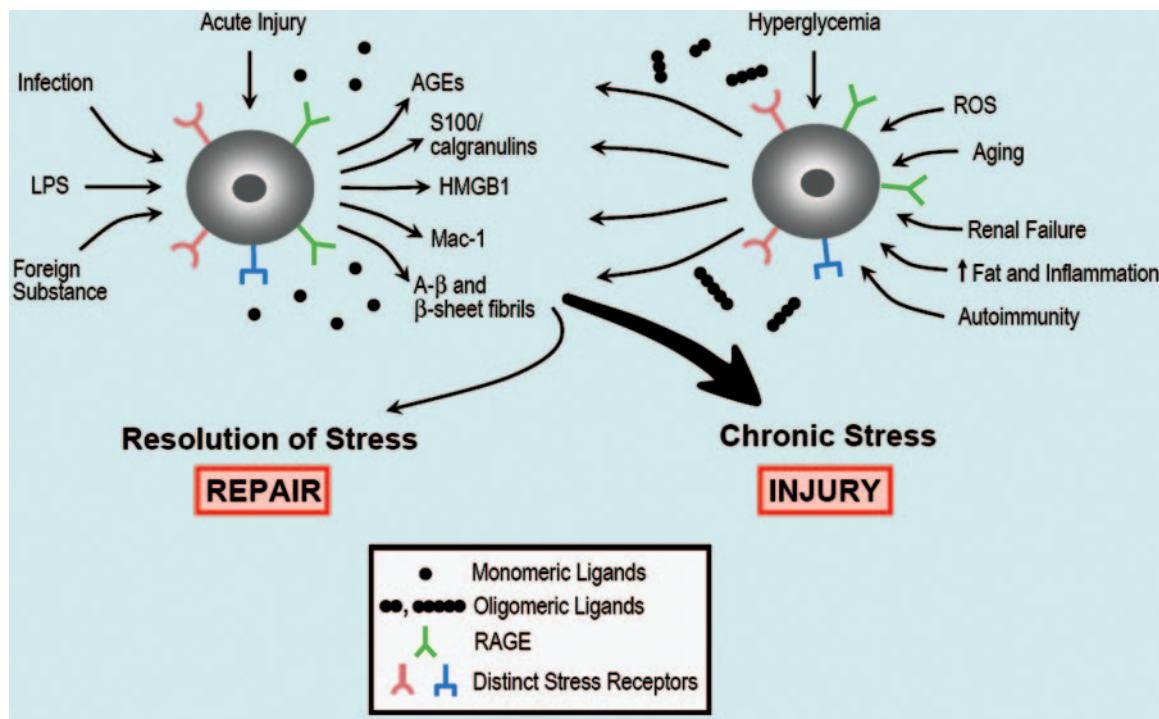 Acute Injury
Hyperglycemia
Infection
LPS
Foreign
Substance
AGEs
S100/
calgranulins
HMGB1
Mac-1
A-β and
β-sheet fibrils
ROS
Aging
Renal Failure
↑ Fat and Inflammation
Autoimmunity
Resolution of Stress
REPAIR
Chronic Stress
INJURY
Monomeric Ligands
, Oligomeric Ligands
RAGE
Distinct Stress Receptors